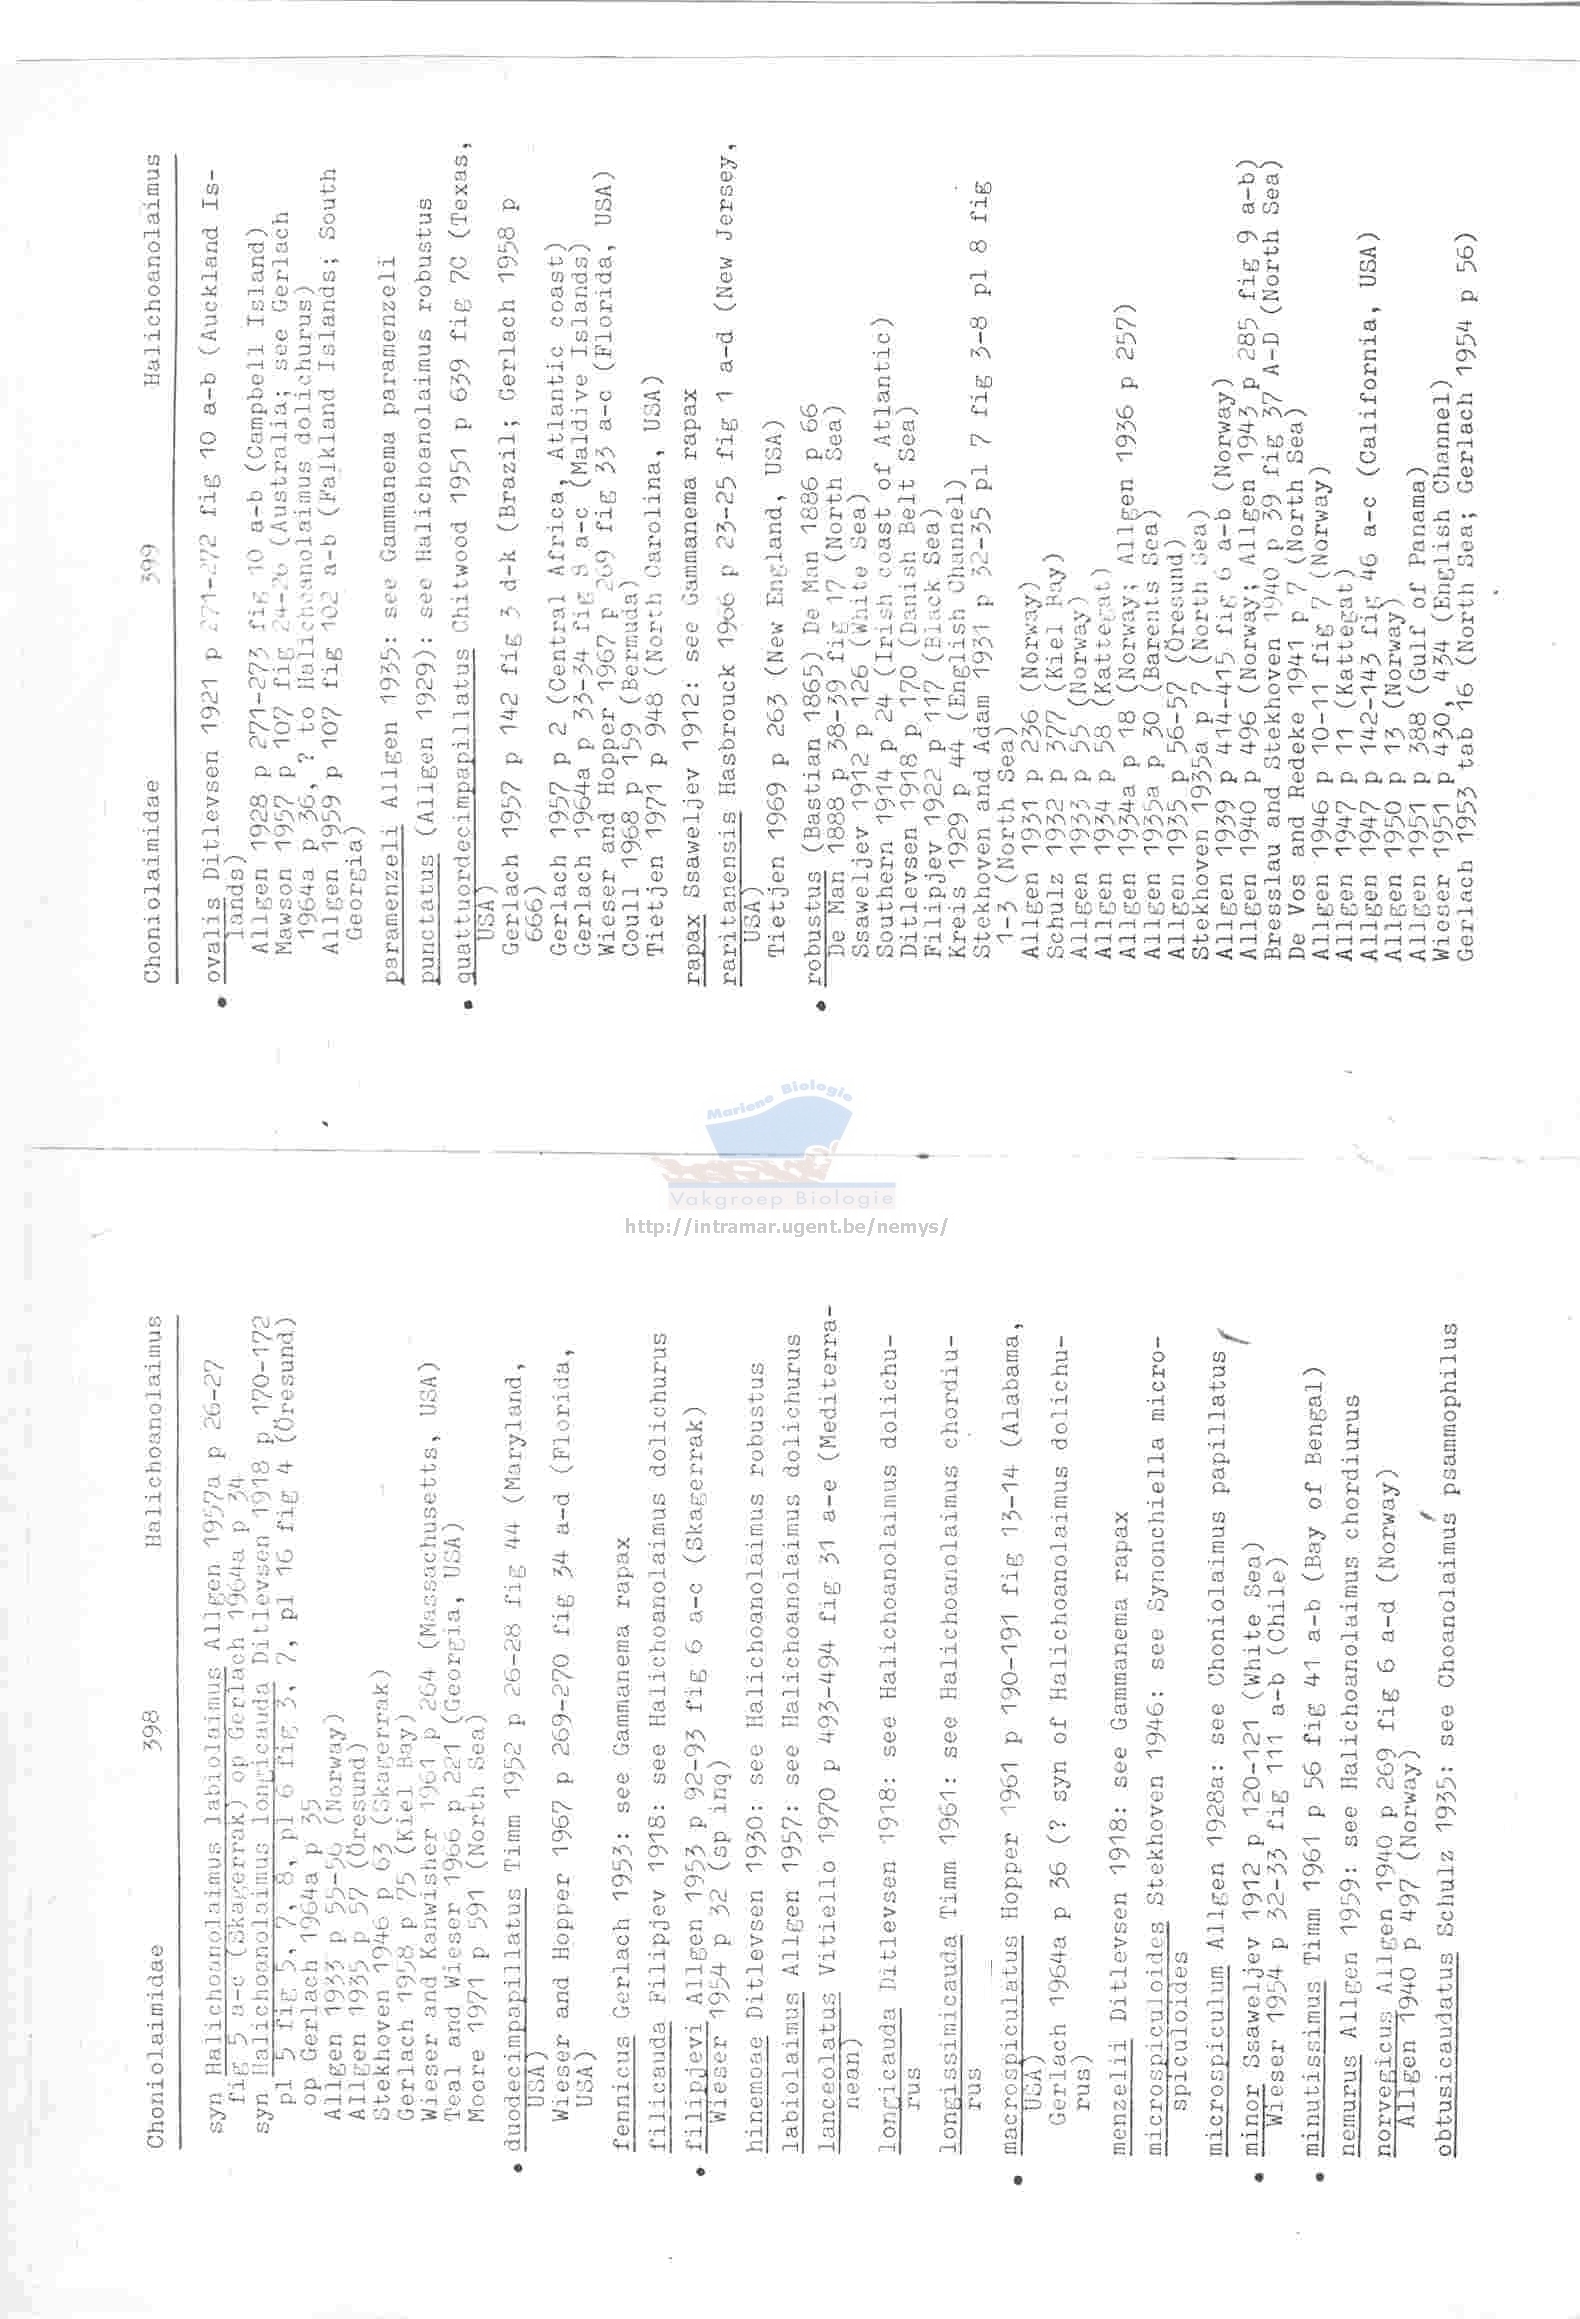 Choniolaimidae 398 Halichoanolaimus
syn Halichoanolaimus labiolaimus Allgen 1957a p 26-27
fig 5 a-c (Skagerrak) op Gerlach 1964a p 34
syn Halichoanolaimus longicauda Ditlevsen 1918 p 170-172
pl 5 fig 5, 7, 8, pl 6 fig 3, 7, pl 16 fig 4 (Öresund)
op Gerlach 1964a p 35
Allgen 1933 p 55-56 (Norway)
Allgen 1935 p 57 (Öresund)
Stekhoven 1946 p 63 (Skagerrak)
Gerlach 1958 p 75 (Kiel Bay)
Wieser and Kanwisher 1961 p 264 (Massachusetts, USA)
Teal and Wieser 1966 p 221 (Georgia, USA)
Moore 1971 p 591 (North Sea)
• duodecimpapillatus Timm 1952 p 26-28 fig 44 (Maryland,
USA)
Wieser and Hopper 1967 p 269-270 fig 34 a-d (Florida,
USA)
fennicus Gerlach 1953: see Gammanema rapax
filicauda Filipjev 1918: see Halichoanolaimus dolichurus
• filipjevi Allgen 1953 p 92-93 fig 6 a-c (Skagerrak)
Wieser 1954 p 32 (sp inq)
hinemoae Ditlevsen 1930: see Halichoanolaimus robustus
labiolaimus Allgen 1957: see Halichoanolaimus dolichurus
lanceolatus Vitiello 1970 p 493-494 fig 31 a-e (Mediterra-
nean)
longicauda Ditlevsen 1918: see Halichoanolaimus dolichu-
rus
longissimicauda Timm 1961: see Halichoanolaimus chordiu-
rus
• macrospiculatus Hopper 1961 p 190-191 fig 13-14 (Alabama,
USA)
Gerlach 1964a p 36 (? syn of Halichoanolaimus dolichu-
rus)
menzelii Ditlevsen 1918: see Gammanema rapax
microspiculoides Stekhoven 1946: see Synonchiella micro-
spiculoides
microspiculum Allgen 1928a: see Choniolaimus papillatus
• minor Ssaweljev 1912 p 120-121 (White Sea)
Wieser 1954 p 32-33 fig 111 a-b (Chile)
• minutissimus Timm 1961 p 56 fig 41 a-b (Bay of Bengal)
nemurus Allgen 1959: see Halichoanolaimus chordiurus
norvegicus Allgen 1940 p 269 fig 6 a-d (Norway)
Allgen 1940 p 497 (Norway)
obtusicaudatus Schulz 1935: see Choanolaimus psammophilus
Choniolaimidae 399 Halichoanolaimus
• ovalis Ditlevsen 1921 p 271-272 fig 10 a-b (Auckland Is-
lands)
Allgen 1928 p 271-273 fig 10 a-b (Campbell Island)
Mawson 1957 p 107 fig 24-26 (Australia; see Gerlach
1964a p 36, ? to Halichoanolaimus dolichurus)
Allgen 1959 p 107 fig 102 a-b (Falkland Islands; South
Georgia)
paramenzeli Allgen 1935: see Gammanema paramenzeli
punctatus (Allgen 1929): see Halichoanolaimus robustus
• quattuordecimpapillatus Chitwood 1951 p 639 fig 7C (Texas,
USA)
Gerlach 1957 p 142 fig 3 d-k (Brazil; Gerlach 1958 p
666)
Gerlach 1957 p 2 (Central Africa, Atlantic coast)
Gerlach 1964a p 33-34 fig 8 a-c (Maldive Islands)
Wieser and Hopper 1967 p 269 fig 33 a-c (Florida, USA)
Coull 1968 p 159 (Bermuda)
Tietjen 1971 p 948 (North Carolina, USA)
rapax Ssaweljev 1912: see Gammanema rapax
raritanensis Hasbrouck 1966 p 23-25 fig 1 a-d (New Jersey,
USA)
Tietjen 1969 p 263 (New England, USA)
• robustus (Bastian 1865) De Man 1886 p 66
De Man 1888 p 38-39 fig 17 (North Sea)
Ssaweljev 1912 p 126 (White Sea)
Southern 1914 p 24 (Irish coast of Atlantic)
Ditlevsen 1918 p 170 (Danish Belt Sea)
Filipjev 1922 p 117 (Black Sea)
Kreis 1929 p 44 (English Channel)
Stekhoven and Adam 1931 p 32-35 pl 7 fig 3-8 pl 8 fig
1-3 (North Sea)
Allgen 1931 p 236 (Norway)
Schulz 1932 p 377 (Kiel Bay)
Allgen 1933 p 55 (Norway)
Allgen 1934 p 58 (Kattegat)
Allgen 1934a p 18 (Norway; Allgen 1936 p 257)
Allgen 1935a p 30 (Barents Sea)
Allgen 1935 p 56-57 (Öresund)
Stekhoven 1935a p 7 (North Sea)
Allgen 1939 p 414-415 fig 6 a-b (Norway)
Allgen 1940 p 496 (Norway; Allgen 1943 p 285 fig 9 a-b)
Bresslau and Stekhoven 1940 p 39 fig 37 A-D (North Sea)
De Vos and Redeke 1941 p 7 (North Sea)
Allgen 1946 p 10-11 fig 7 (Norway)
Allgen 1947 p 11 (Kattegat)
Allgen 1947 p 142-143 fig 46 a-c (California, USA)
Allgen 1950 p 13 (Norway)
Allgen 1951 p 388 (Gulf of Panama)
Wieser 1951 p 430, 434 (English Channel)
Gerlach 1953 tab 16 (North Sea; Gerlach 1954 p 56)
Mariene Biologie
Vakgroep Biologie
http://intramar.ugent.be/nemys/